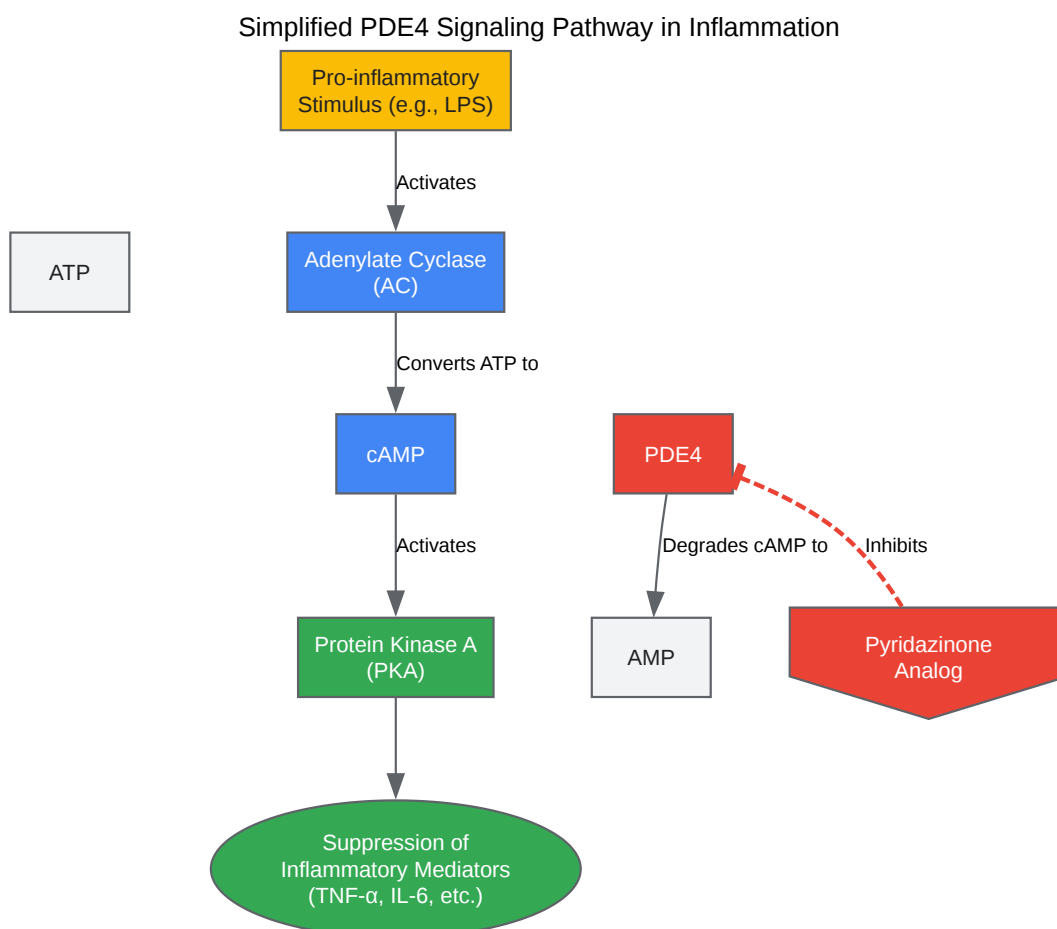 Simplified PDE4 Signaling Pathway in Inflammation
Pro-inflammatory
Stimulus (e.g., LPS)
Activates
ATP
Adenylate Cyclase
(AC)
Converts ATP to
cAMP
PDE4
Activates
Degrades cAMP to
Inhibits
Protein Kinase A
(PKA)
AMP
Pyridazinone
Analog
Suppression of
Inflammatory Mediators
(TNF-α, IL-6, etc.)